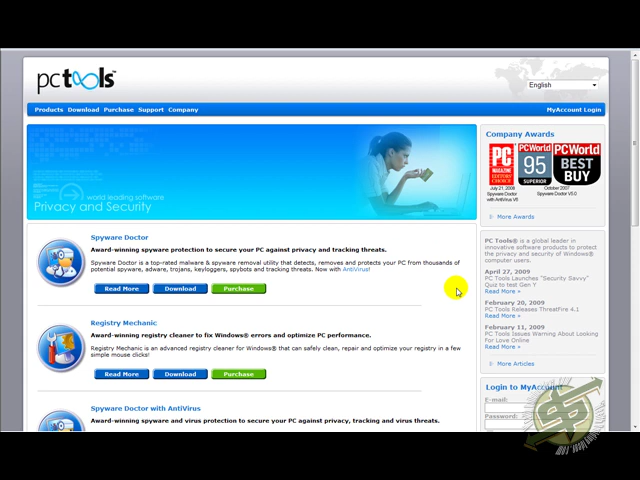 pctools™
English
Products Download Purchase Support Company
MyAccount Login
world leading software
Privacy and Security
Company Awards
PC
MAGAZINE
EDITORS'
CHOICE
PCWorld
95
SUPERIOR
PCWorld
BEST
BUY
July 21, 2008
Spyware Doctor
with AntiVirus V6
October 2007
Spyware Doctor V5.0
More Awards
Spyware Doctor
Award-winning spyware protection to secure your PC against privacy and tracking threats.
Spyware Doctor is a top-rated malware & spyware removal utility that detects, removes and protects your PC from thousands of
potential spyware, adware, trojans, keyloggers, spybots and tracking threats. Now with AntiVirus!
Read More Download Purchase
PC Tools® is a global leader in
innovative software products to protect
the privacy and security of Windows®
computer users.
April 27, 2009
PC Tools Launches "Security Savvy"
Quiz to test Gen Y
Read More »
February 20, 2009
PC Tools Releases ThreatFire 4.1
Read More »
February 11, 2009
PC Tools Issues Warning About Looking
For Love Online
Read More »
More Articles
Registry Mechanic
Award-winning registry cleaner to fix Windows® errors and optimize PC performance.
Registry Mechanic is an advanced registry cleaner for Windows® that can safely clean, repair and optimize your registry in a few
simple mouse clicks!
Read More Download Purchase
Login to MyAccount
E-mail:
Password:
Spyware Doctor with AntiVirus
Award-winning spyware and virus protection to secure your PC against privacy, tracking and virus threats.